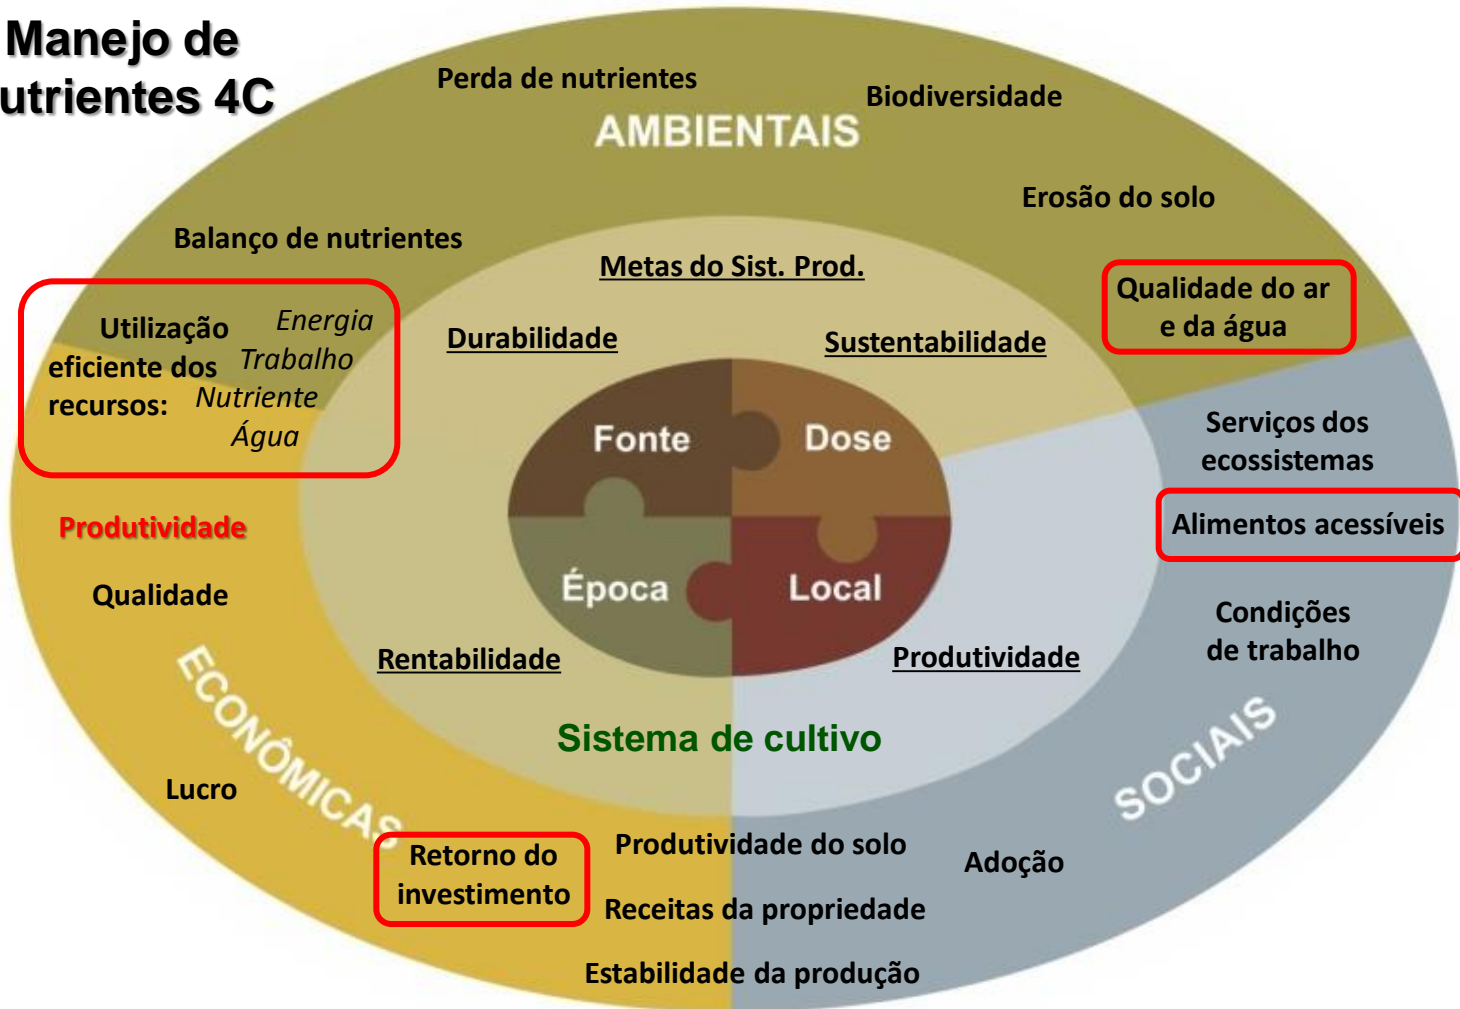 Manejo de
utrientes 4C
Perda de nutrientes
Biodiversidade
AMBIENTAIS
Erosão do solo
Balanço de nutrientes
Metas do Sist. Prod.
Qualidade do ar
e da água
Utilização
eficiente dos
recursos:
Energia
Trabalho
Nutriente
Água
Durabilidade
Sustentabilidade
Fonte
Dose
Serviços dos
ecossistemas
Produtividade
Alimentos acessíveis
Qualidade
Época
Local
Condições
de trabalho
Rentabilidade
Produtividade
ECONÔMICAS
Sistema de cultivo
SOCIAIS
Lucro
Retorno do
investimento
Produtividade do solo
Adoção
Receitas da propriedade
Estabilidade da produção